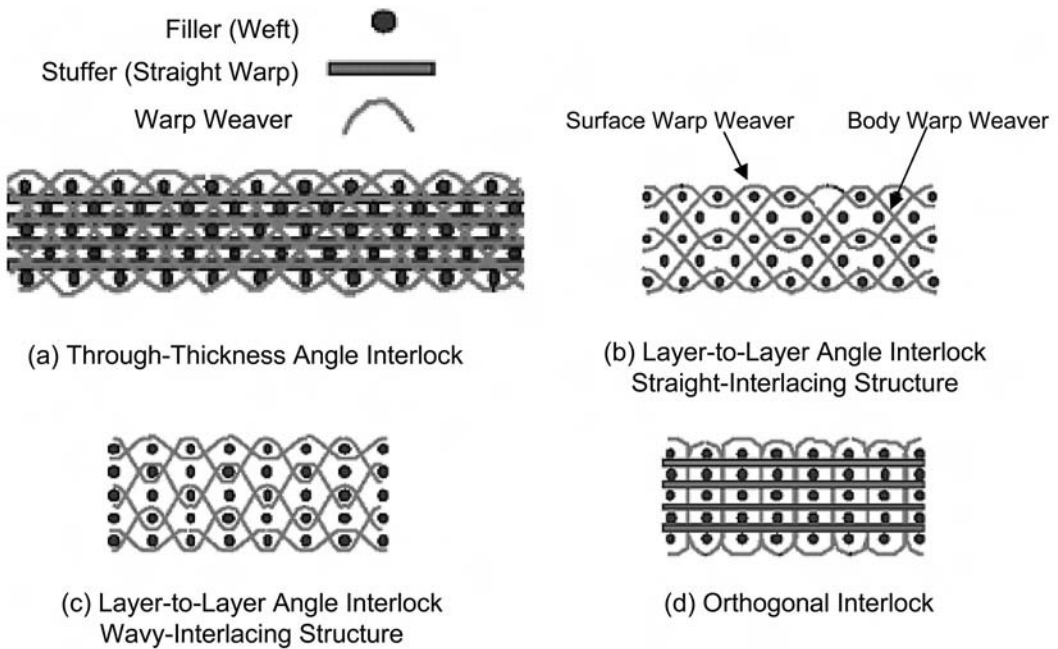 Filler (Weft)
Stuffer (Straight Warp)
Warp Weaver
Surface Warp Weaver
Body Warp Weaver
(a) Through-Thickness Angle Interlock
(b) Layer-to-Layer Angle Interlock
Straight-Interlacing Structure
(c) Layer-to-Layer Angle Interlock
Wavy-Interlacing Structure
(d) Orthogonal Interlock